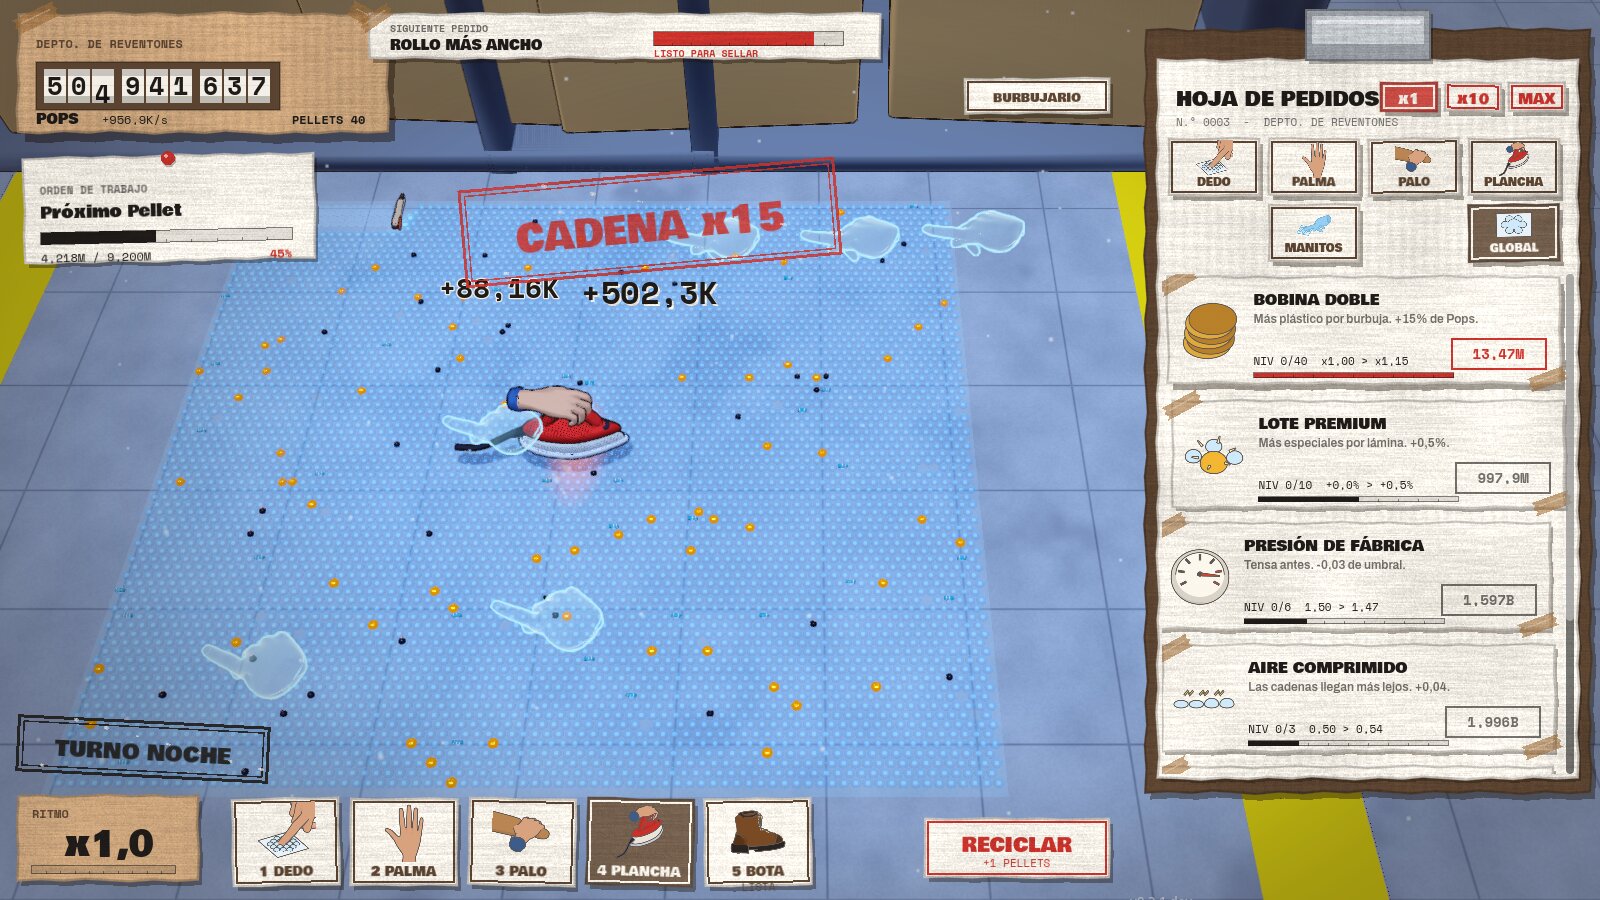 DEPTO. DE REVENTONES
504 941 637
POPS +956,9K/s PELLETS 40
SIGUIENTE PEDIDO
ROLLO MÁS ANCHO
LISTO PARA SELLAR
BURBUJARIO
ORDEN DE TRABAJO
Próximo Pellet
4,218M / 9,200M 45%
CADENA x15
+88,16K +502,3K
HOJA DE PEDIDOS x1 x10 MAX
N.° 0003 - DEPTO. DE REVENTONES
DEDO PALMA PALO PLANCHA
MANITOS GLOBAL
BOBINA DOBLE
Más plástico por burbuja. +15% de Pops.
NIV 0/40 x1,00 > x1,15 13,47M
LOTE PREMIUM
Más especiales por lámina. +0,5%.
NIV 0/10 +0,0% > +0,5% 997,9M
PRESIÓN DE FÁBRICA
Tensa antes. -0,03 de umbral.
NIV 0/6 1,50 > 1,47 1,597B
AIRE COMPRIMIDO
Las cadenas llegan más lejos. +0,04.
NIV 0/3 0,50 > 0,54 1,996B
TURNO NOCHE
RITMO
x1,0
1 DEDO 2 PALMA 3 PALO 4 PLANCHA 5 BOTA
LISTA
RECICLAR
+1 PELLETS